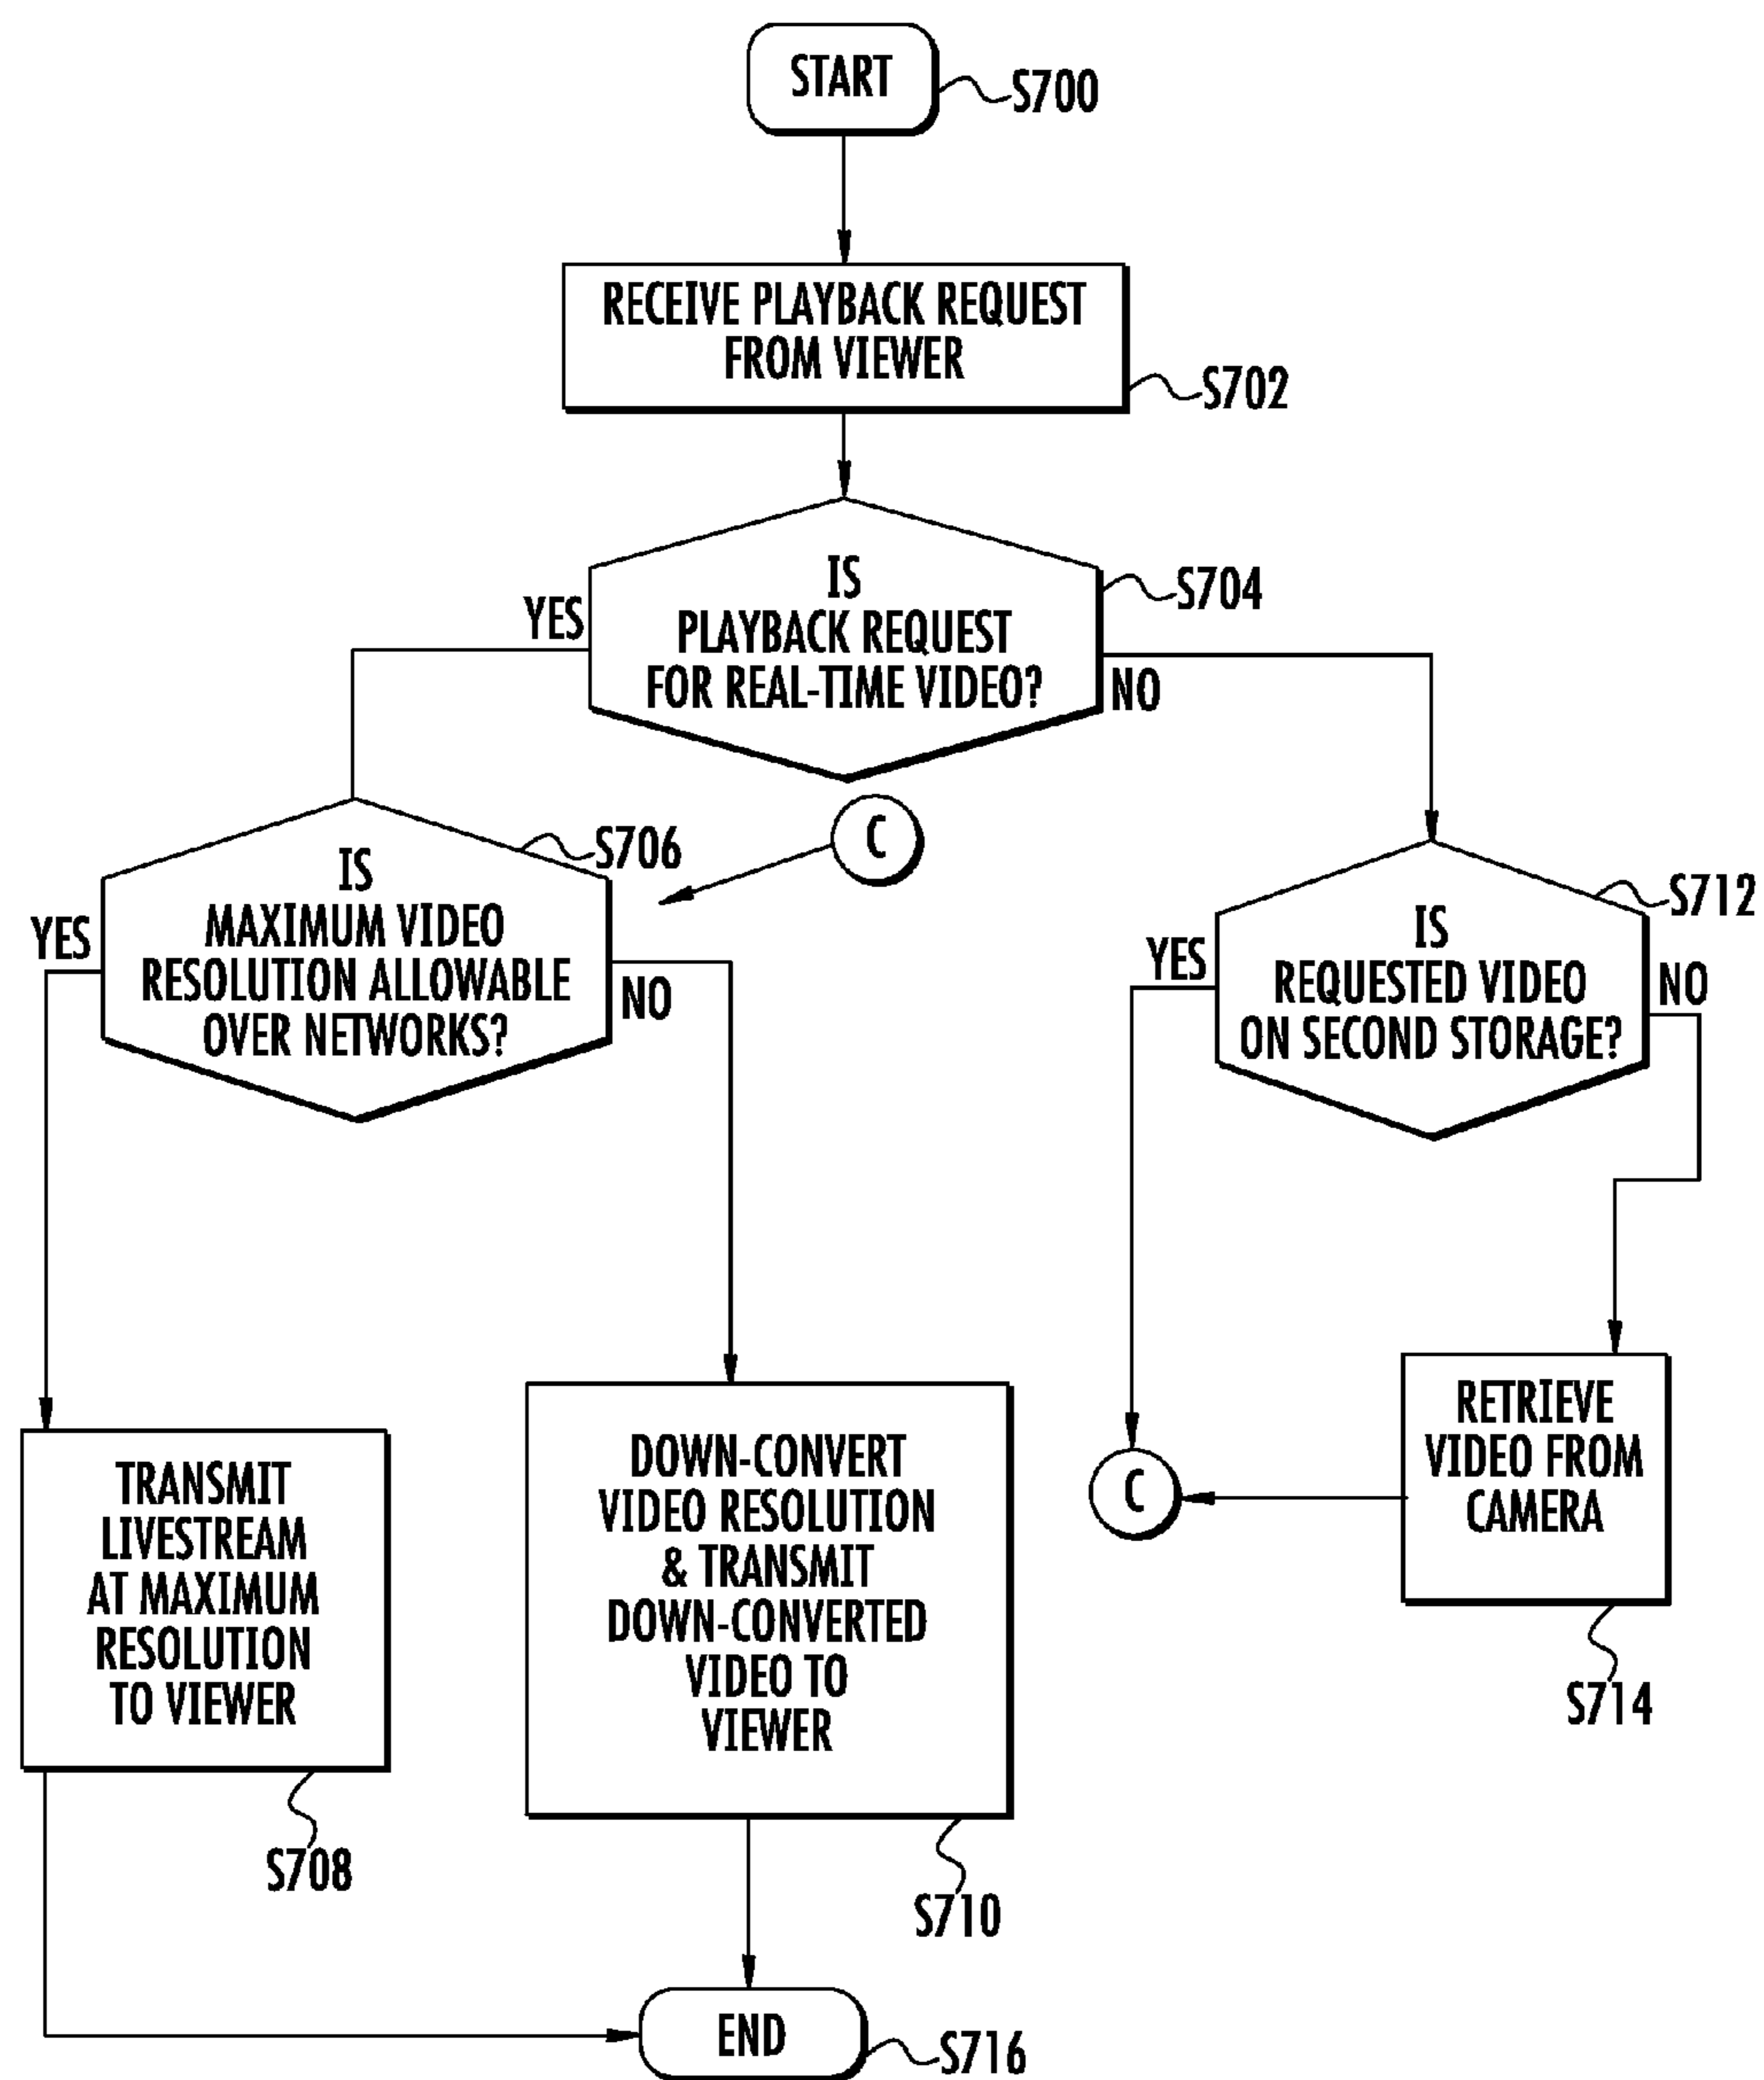 START
S700
RECEIVE PLAYBACK REQUEST
FROM VIEWER
S702
IS
PLAYBACK REQUEST
FOR REAL-TIME VIDEO?
S704
YES
NO
C
IS
MAXIMUM VIDEO
RESOLUTION ALLOWABLE
OVER NETWORKS?
S706
YES
NO
IS
REQUESTED VIDEO
ON SECOND STORAGE?
S712
YES
NO
TRANSMIT
LIVESTREAM
AT MAXIMUM
RESOLUTION
TO VIEWER
S708
DOWN-CONVERT
VIDEO RESOLUTION
& TRANSMIT
DOWN-CONVERTED
VIDEO TO
VIEWER
S710
C
RETRIEVE
VIDEO FROM
CAMERA
S714
END
S716